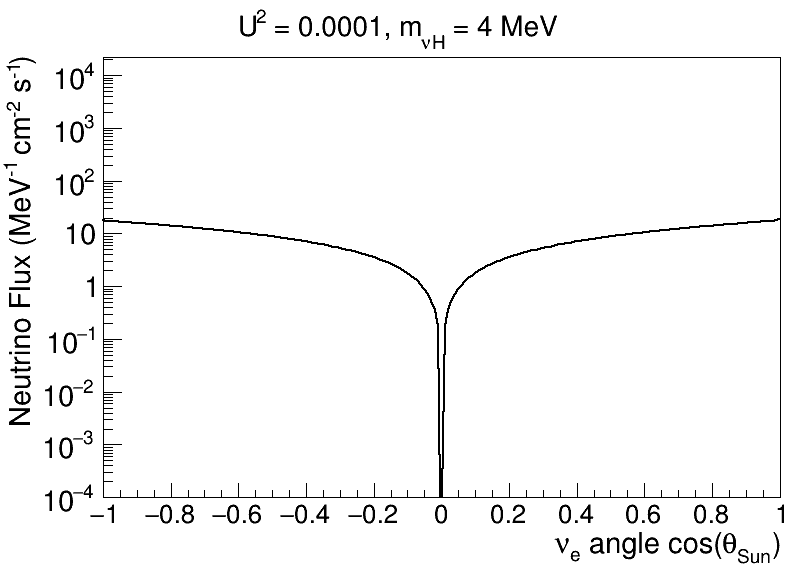 U² = 0.0001, mνH = 4 MeV
Neutrino Flux (MeV⁻¹ cm⁻² s⁻¹)
10⁴
10³
10²
10
1
10⁻¹
10⁻²
10⁻³
10⁻⁴
−1 −0.8 −0.6 −0.4 −0.2 0 0.2 0.4 0.6 0.8 1
νe angle cos(θSun)